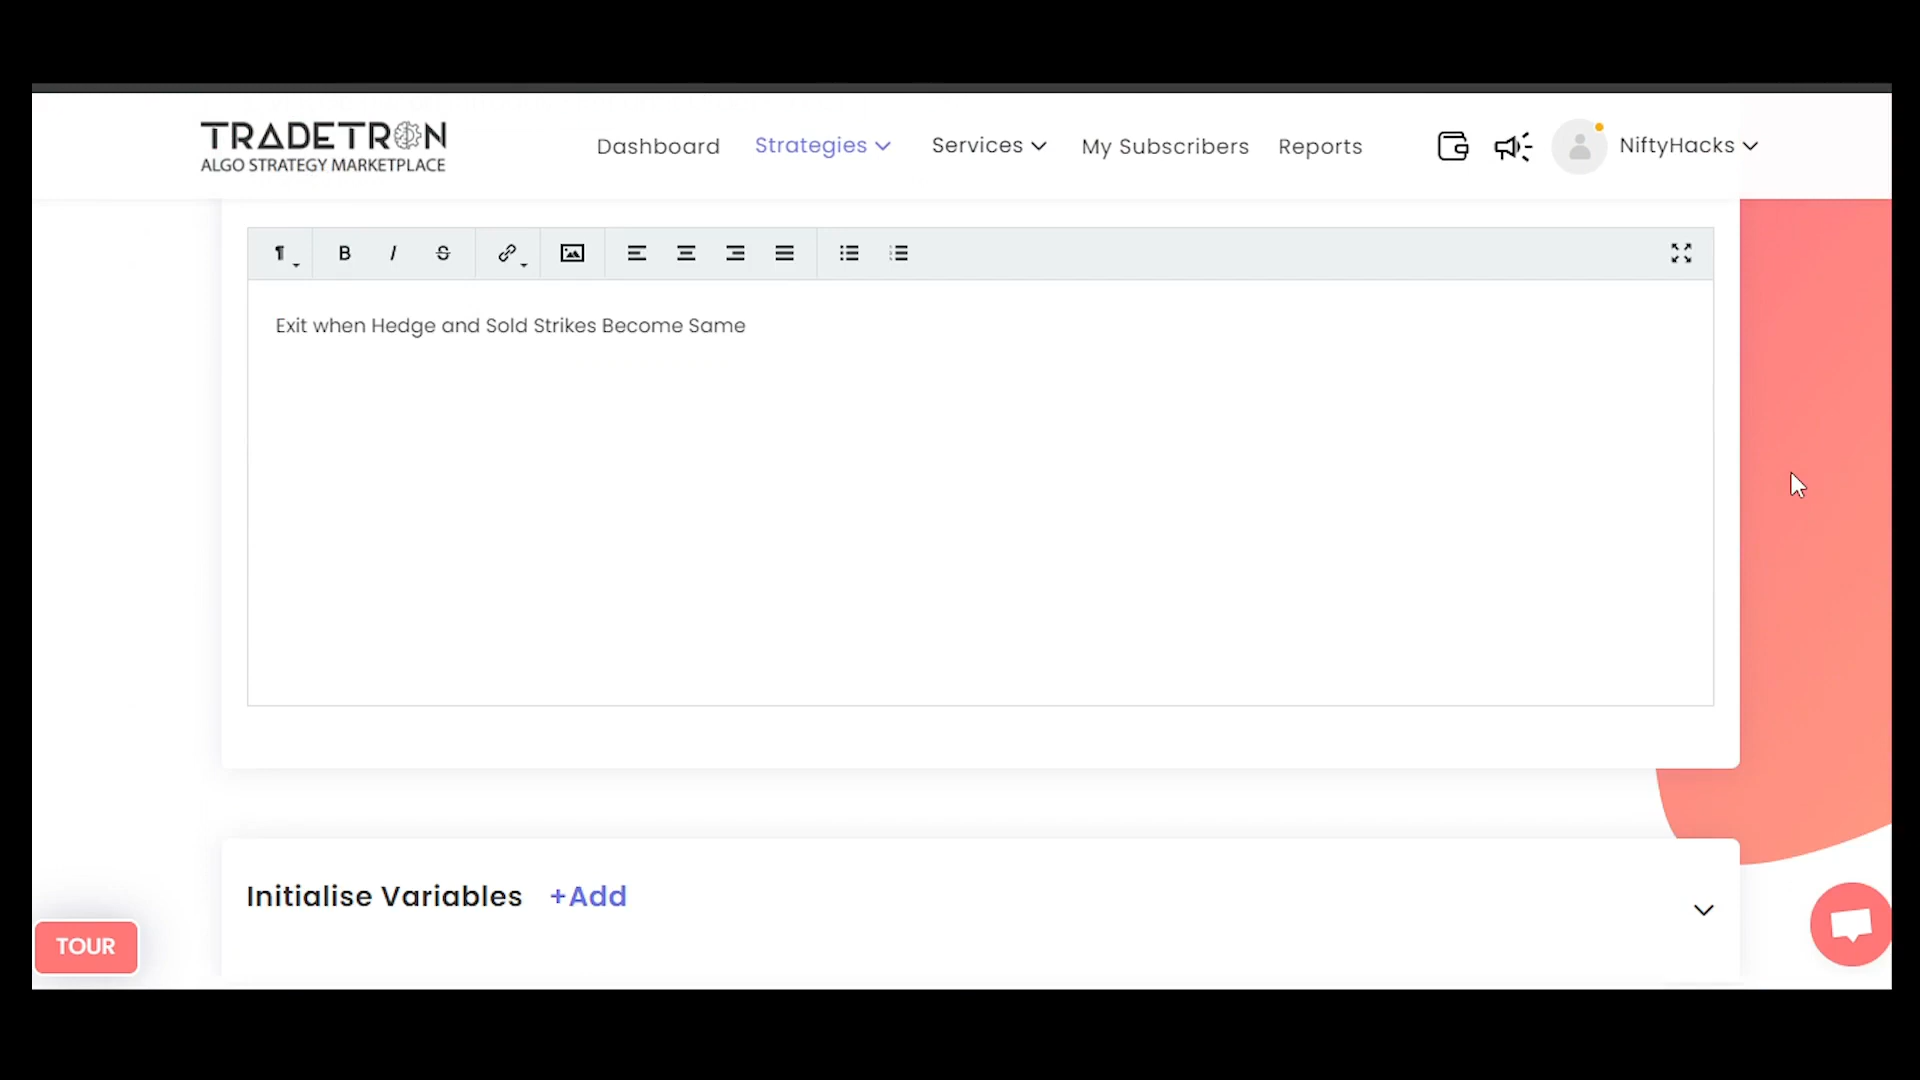 TRADETRON
ALGO STRATEGY MARKETPLACE
Dashboard Strategies Services My Subscribers Reports NiftyHacks
¶ B I S
Exit when Hedge and Sold Strikes Become Same
Initialise Variables +Add
TOUR